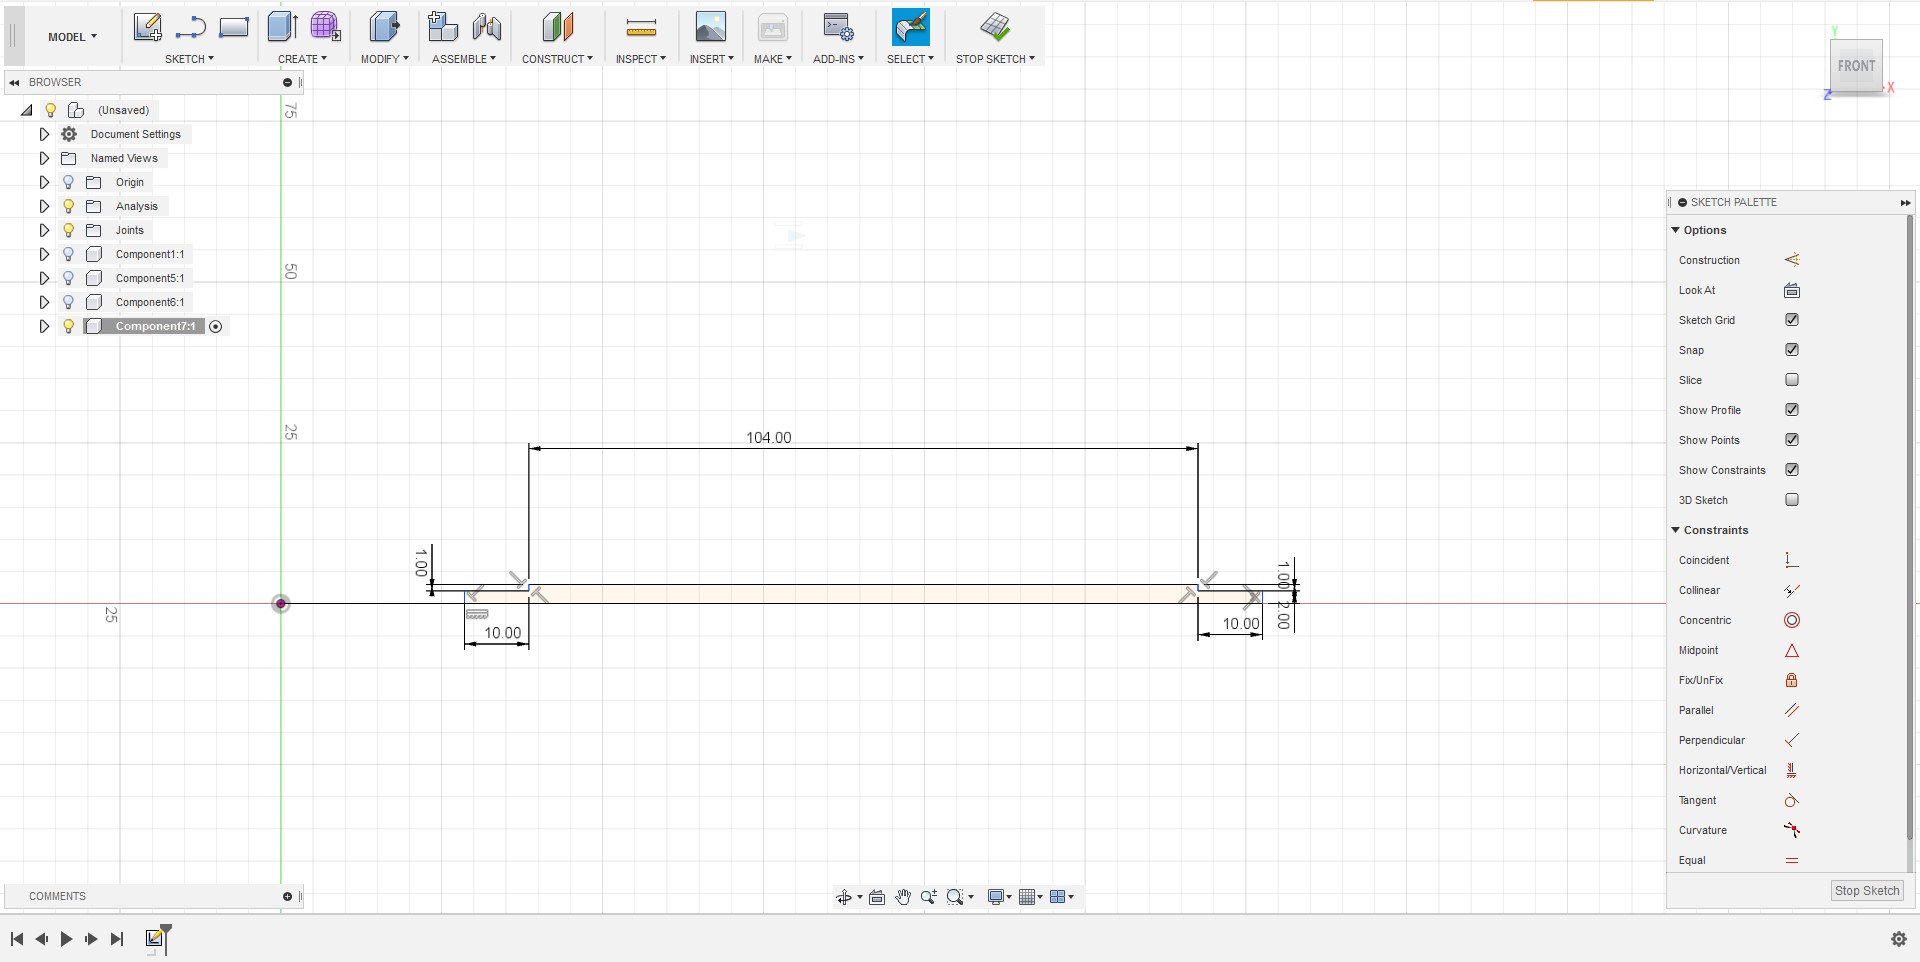 MODEL
SKETCH
CREATE
MODIFY
ASSEMBLE
CONSTRUCT
INSPECT
INSERT
MAKE
ADD-INS
SELECT
STOP SKETCH
FRONT
Y
X
Z
BROWSER
(Unsaved)
Document Settings
Named Views
Origin
Analysis
Joints
Component1:1
Component5:1
Component6:1
Component7:1
75
50
25
25
104.00
1.00
10.00
1.00
2.00
10.00
SKETCH PALETTE
Options
Construction
Look At
Sketch Grid
Snap
Slice
Show Profile
Show Points
Show Constraints
3D Sketch
Constraints
Coincident
Collinear
Concentric
Midpoint
Fix/UnFix
Parallel
Perpendicular
Horizontal/Vertical
Tangent
Curvature
Equal
Stop Sketch
COMMENTS